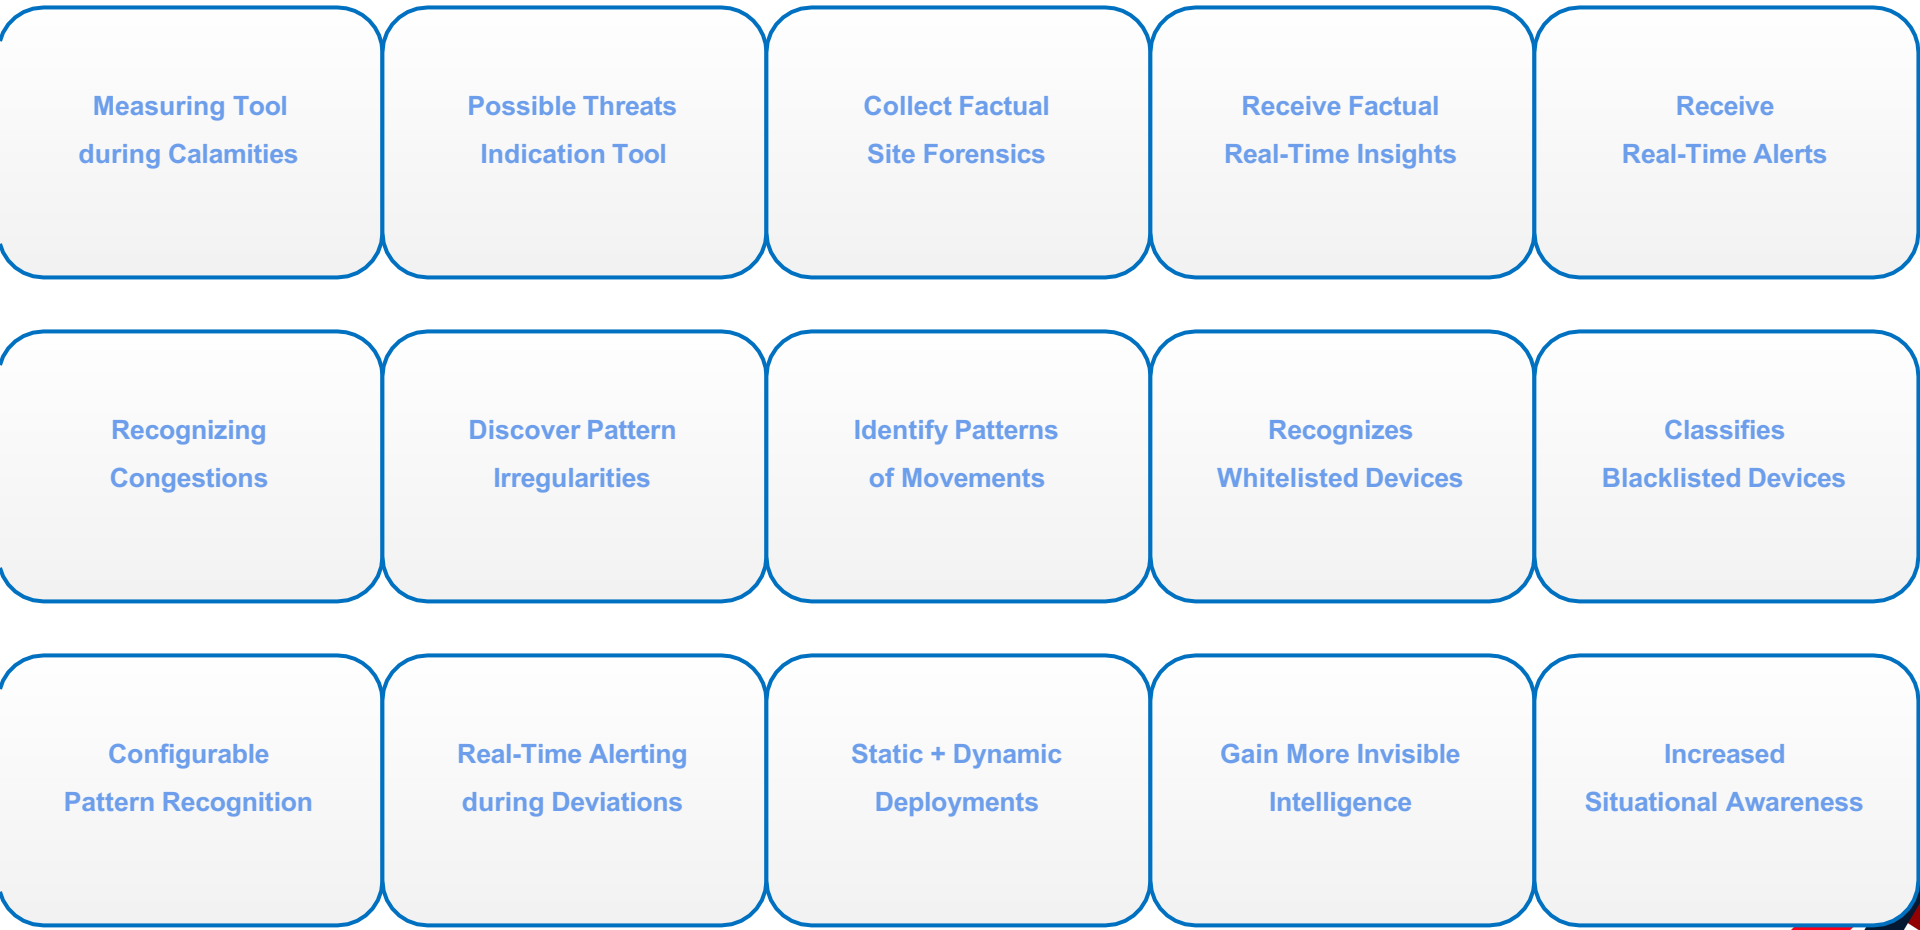 Measuring Tool
during Calamities
Possible Threats
Indication Tool
Collect Factual
Site Forensics
Receive Factual
Real-Time Insights
Receive
Real-Time Alerts
Recognizing
Congestions
Discover Pattern
Irregularities
Identify Patterns
of Movements
Recognizes
Whitelisted Devices
Classifies
Blacklisted Devices
Configurable
Pattern Recognition
Real-Time Alerting
during Deviations
Static + Dynamic
Deployments
Gain More Invisible
Intelligence
Increased
Situational Awareness